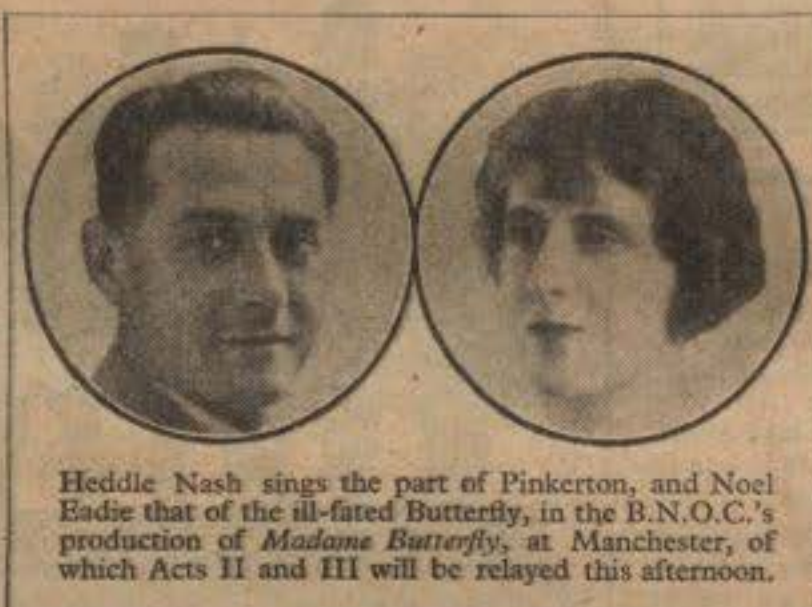 Heddle Nash sings the part of Pinkerton, and Noel
Eadie that of the ill-fated Butterfly, in the B.N.O.C.'s
production of Madame Butterfly, at Manchester, of
which Acts II and III will be relayed this afternoon.